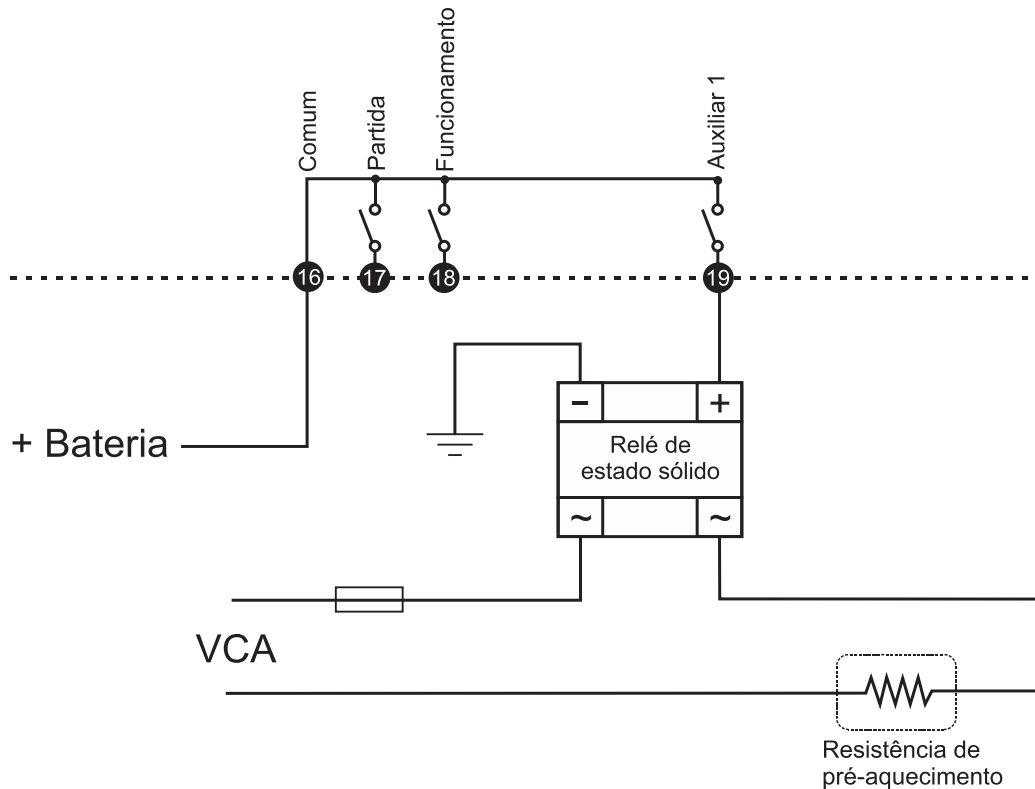 Comum
Partida
Funcionamento
Auxiliar 1
16
17
18
19
+ Bateria
− +
Relé de
estado sólido
~ ~
VCA
Resistência de
pré-aquecimento